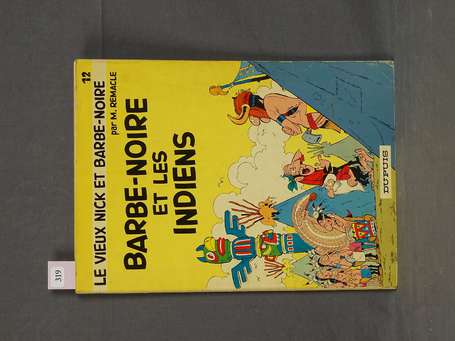 LE VIEUX NICK ET BARBE-NOIRE 12
par M. REMACLE
BARBE-NOIRE
ET LES
INDIENS
DUPUIS
319